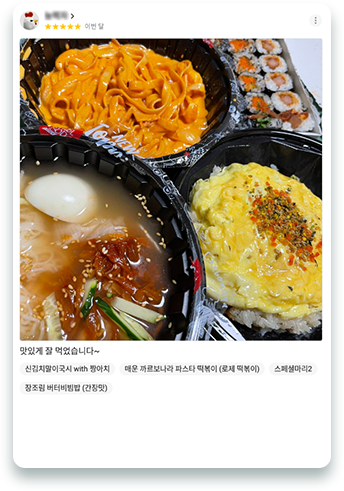 이번 달
맛있게 잘 먹었습니다~
신김치말이국시 with 짱아치
매운 까르보나라 파스타 떡볶이 (로제 떡볶이)
스페셜마리2
장조림 버터비빔밥 (간장맛)